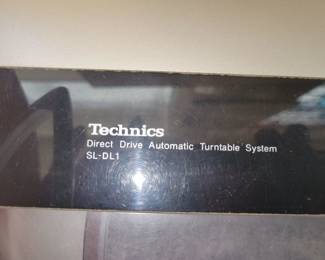 Technics
Direct Drive Automatic Turntable System
SL-DL1